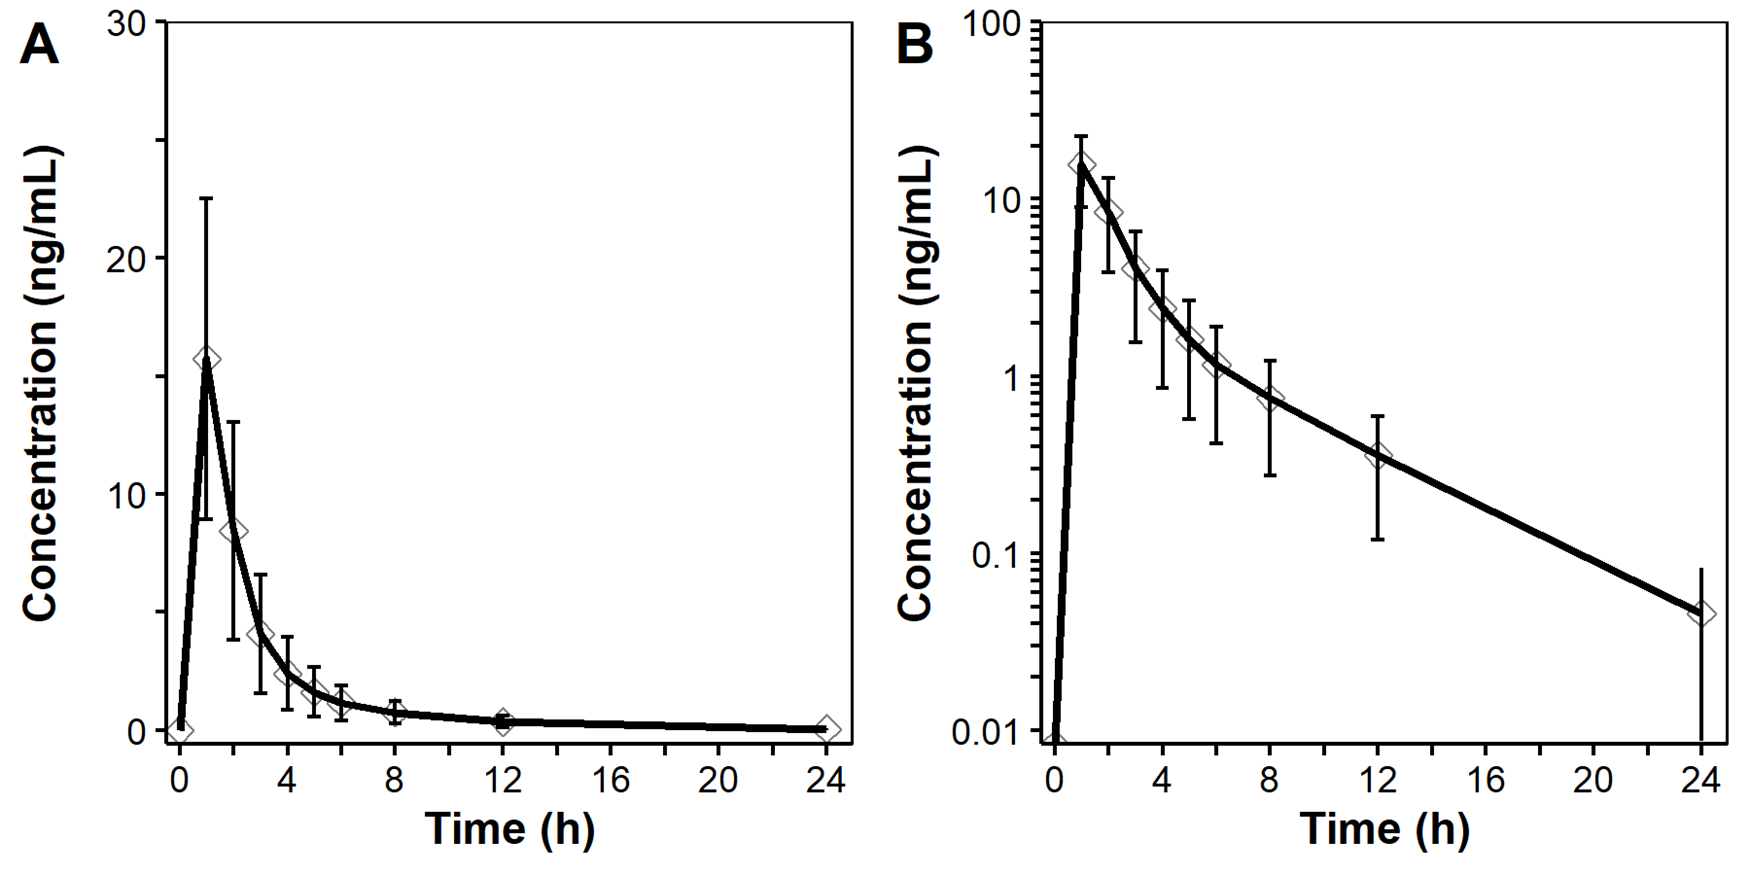 A
Concentration (ng/mL)
30
20
10
0
0 4 8 12 16 20 24
Time (h)
B
Concentration (ng/mL)
100
10
1
0.1
0.01
0 4 8 12 16 20 24
Time (h)